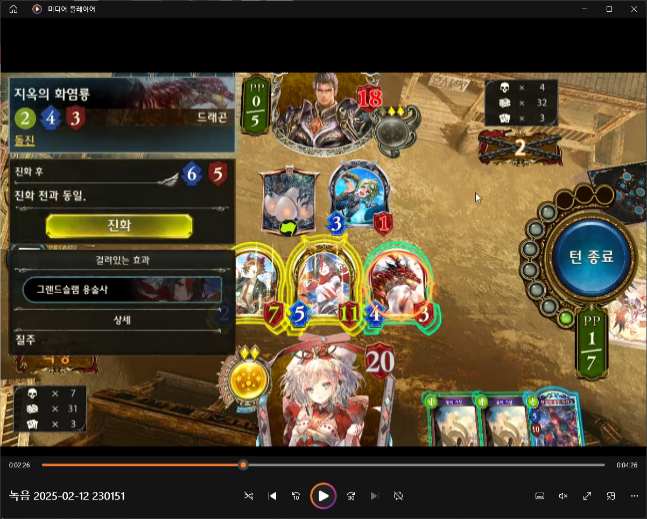 미디어 플레이어
지옥의 화염룡
2 4 3
드래곤
돌진
진화 후
6 5
진화 전과 동일.
진화
걸려있는 효과
그랜드슬램 용술사
상세
질주
× 7
× 31
× 3
PP
0
5
18
× 4
× 32
× 3
2
3 1
2 7 5 11 4 3
20
턴 종료
PP
1
7
5
10
0:02:26
0:04:26
녹음 2025-02-12 230151